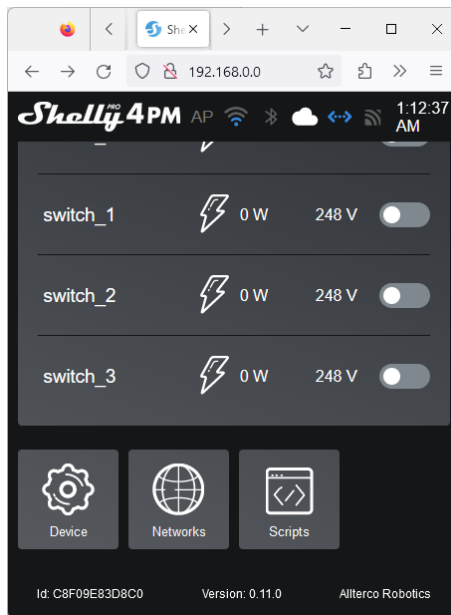 She
192.168.0.0
Shelly PRO 4PM AP 1:12:37 AM
switch_1 0 W 248 V
switch_2 0 W 248 V
switch_3 0 W 248 V
Device Networks Scripts
Id: C8F09E83D8C0 Version: 0.11.0 Allterco Robotics